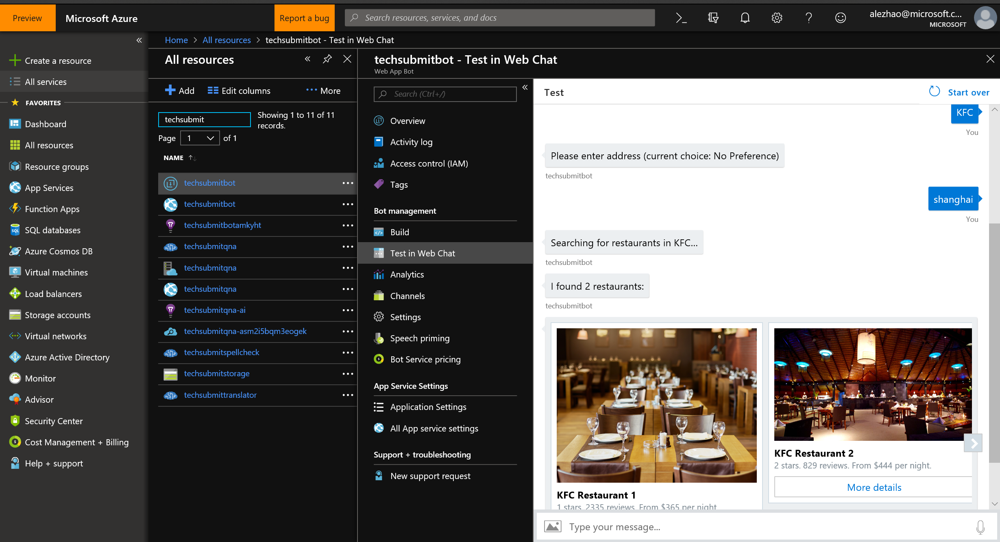 Preview
Microsoft Azure
Report a bug
Search resources, services, and docs
alezhao@microsoft.c...
MICROSOFT
Create a resource
All services
FAVORITES
Dashboard
All resources
Resource groups
App Services
Function Apps
SQL databases
Azure Cosmos DB
Virtual machines
Load balancers
Storage accounts
Virtual networks
Azure Active Directory
Monitor
Advisor
Security Center
Cost Management + Billing
Help + support
Home > All resources > techsubmitbot - Test in Web Chat
All resources
Add
Edit columns
More
techsubmit
Showing 1 to 11 of 11
records.
Page 1 of 1
NAME
techsubmitbot
techsubmitbot
techsubmitbotamkyht
techsubmitqna
techsubmitqna
techsubmitqna
techsubmitqna-ai
techsubmitqna-asm2i5bqm3eogek
techsubmitspellcheck
techsubmitstorage
techsubmittranslator
techsubmitbot - Test in Web Chat
Web App Bot
Search (Ctrl+/)
Overview
Activity log
Access control (IAM)
Tags
Bot management
Build
Test in Web Chat
Analytics
Channels
Settings
Speech priming
Bot Service pricing
App Service Settings
Application Settings
All App service settings
Support + troubleshooting
New support request
Test
Start over
KFC
You
Please enter address (current choice: No Preference)
techsubmitbot
shanghai
You
Searching for restaurants in KFC...
techsubmitbot
I found 2 restaurants:
techsubmitbot
KFC Restaurant 1
1 stars. 2335 reviews. From $365 per night.
KFC Restaurant 2
2 stars. 829 reviews. From $444 per night.
More details
Type your message...